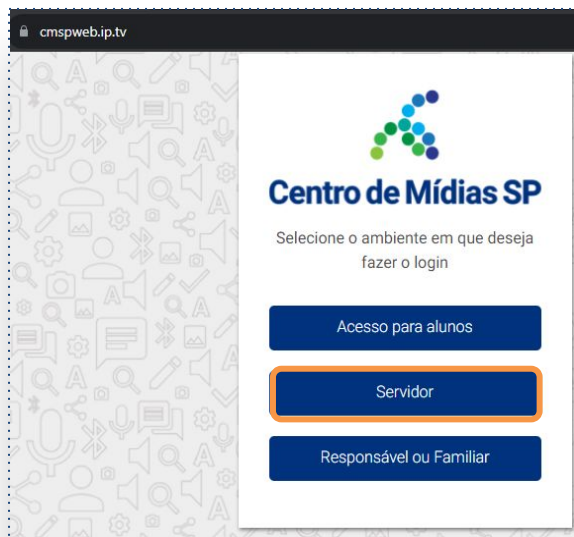 cmspweb.ip.tv
Centro de Mídias SP
Selecione o ambiente em que deseja
fazer o login
Acesso para alunos
Servidor
Responsável ou Familiar